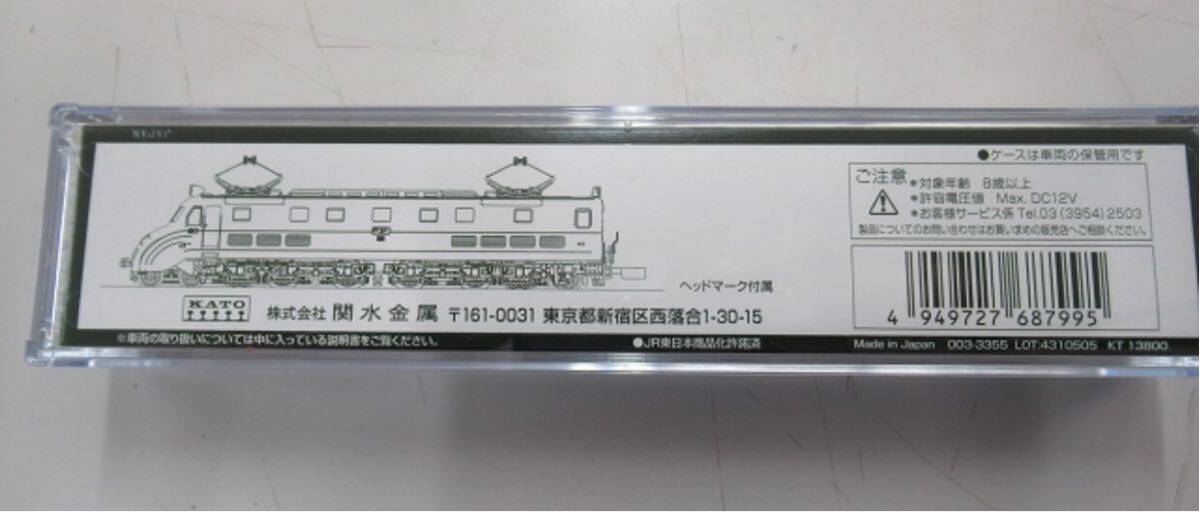 JAPAN
●ケースは車両の保管用です
ご注意
*対象年齢 8歳以上
*許容電圧値 Max. DC12V
*お客様サービス係 Tel.03 (3954) 2503
製品についてのお問い合わせはお買い求めの販売店へご相談ください。
ヘッドマーク付属
KATO 株式会社 関水金属 〒161-0031 東京都新宿区西落合1-30-15
4 949727 687995
※車両の取り扱いについては中に入っている説明書をご覧ください。 ●JR東日本商品化許諾済 Made in Japan 003-3355 LOT:4310505 KT 13800